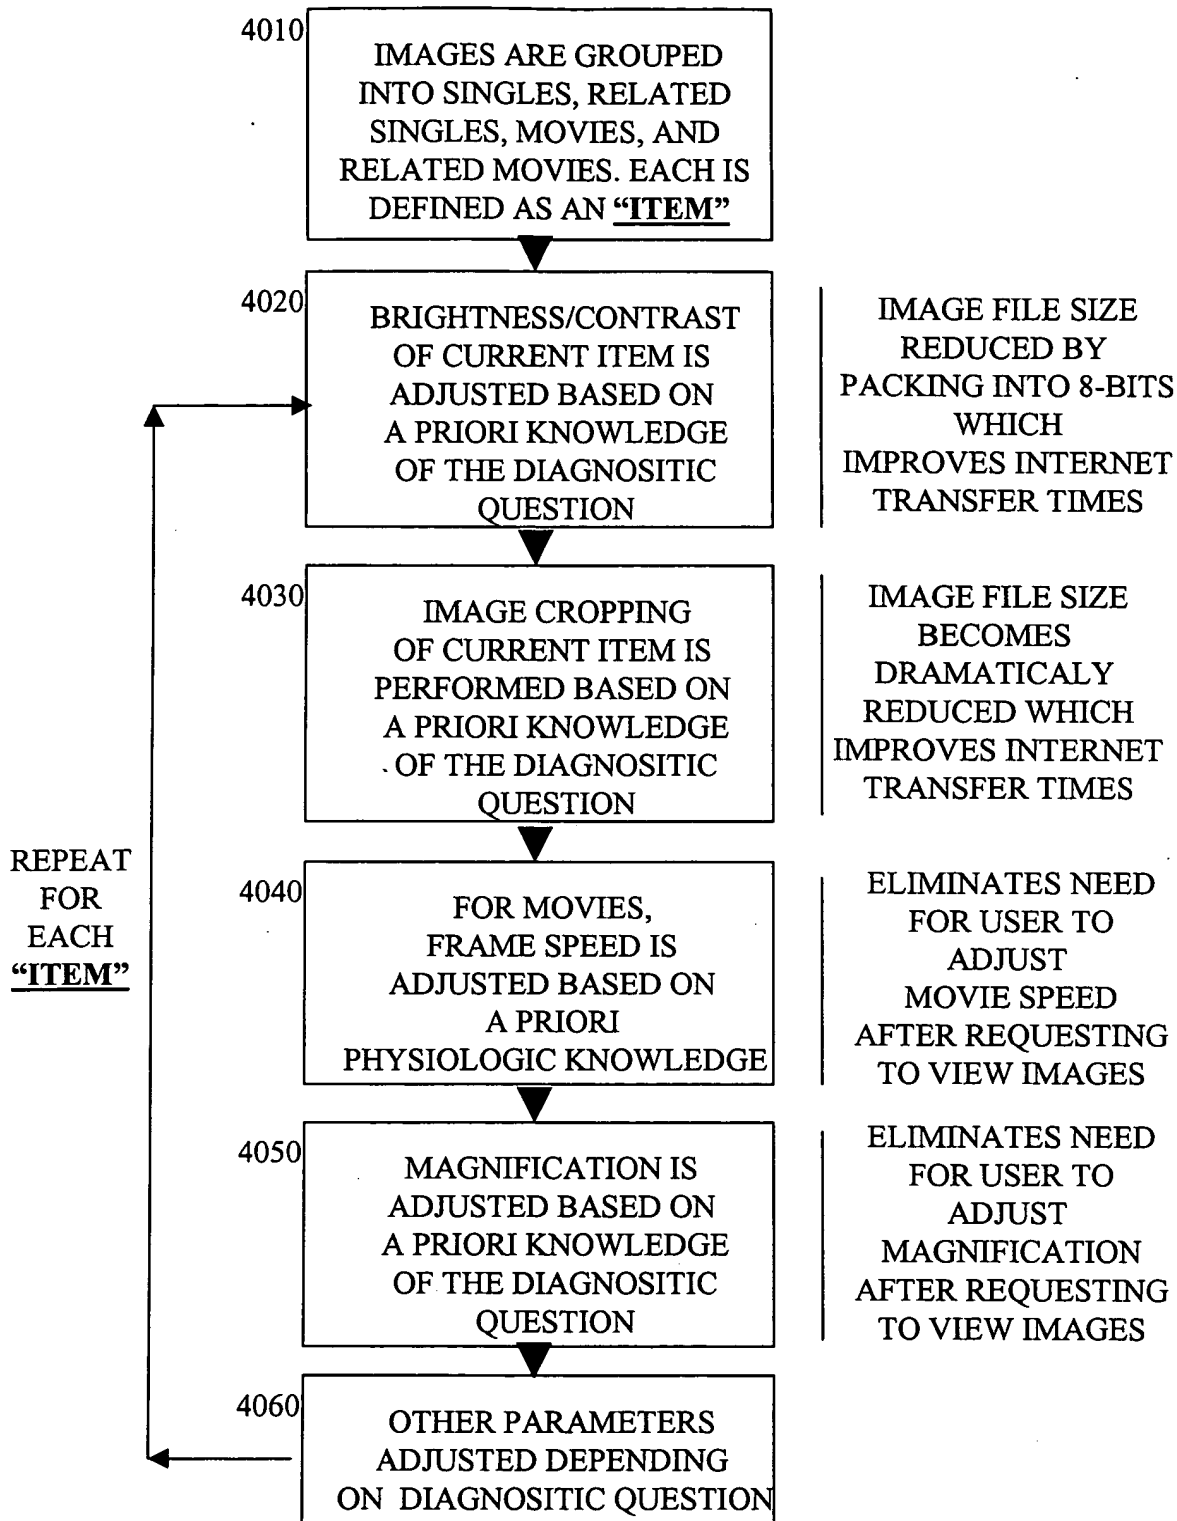 4010
IMAGES ARE GROUPED
INTO SINGLES, RELATED
SINGLES, MOVIES, AND
RELATED MOVIES. EACH IS
DEFINED AS AN “ITEM”
4020
BRIGHTNESS/CONTRAST
OF CURRENT ITEM IS
ADJUSTED BASED ON
A PRIORI KNOWLEDGE
OF THE DIAGNOSITIC
QUESTION
IMAGE FILE SIZE
REDUCED BY
PACKING INTO 8-BITS
WHICH
IMPROVES INTERNET
TRANSFER TIMES
4030
IMAGE CROPPING
OF CURRENT ITEM IS
PERFORMED BASED ON
A PRIORI KNOWLEDGE
OF THE DIAGNOSITIC
QUESTION
IMAGE FILE SIZE
BECOMES
DRAMATICALY
REDUCED WHICH
IMPROVES INTERNET
TRANSFER TIMES
REPEAT
FOR
EACH
“ITEM”
4040
FOR MOVIES,
FRAME SPEED IS
ADJUSTED BASED ON
A PRIORI
PHYSIOLOGIC KNOWLEDGE
ELIMINATES NEED
FOR USER TO
ADJUST
MOVIE SPEED
AFTER REQUESTING
TO VIEW IMAGES
4050
MAGNIFICATION IS
ADJUSTED BASED ON
A PRIORI KNOWLEDGE
OF THE DIAGNOSITIC
QUESTION
ELIMINATES NEED
FOR USER TO
ADJUST
MAGNIFICATION
AFTER REQUESTING
TO VIEW IMAGES
4060
OTHER PARAMETERS
ADJUSTED DEPENDING
ON DIAGNOSITIC QUESTION